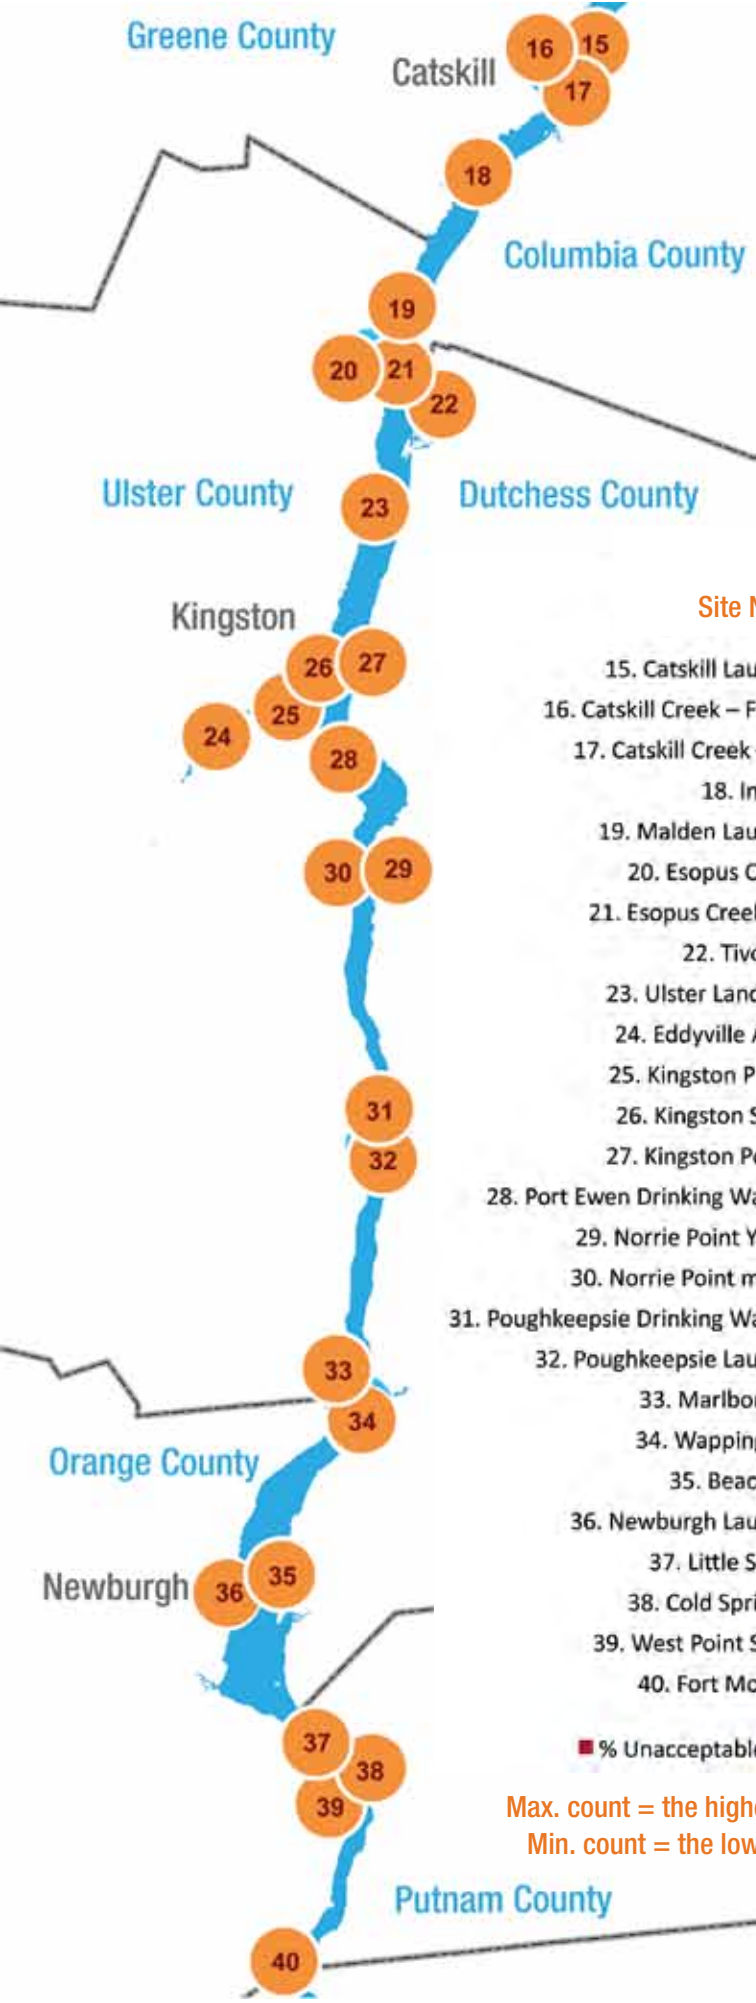 Greene County
16
15
Catskill
17
18
Columbia County
19
20
21
22
Ulster County
23
Dutchess County
Kingston
26
27
25
24
28
30
29
31
32
33
34
Orange County
Newburgh
36
35
37
38
39
Putnam County
40
Site N
15. Catskill Lau
16. Catskill Creek – F
17. Catskill Creek
18. In
19. Malden Lau
20. Esopus C
21. Esopus Creek
22. Tivo
23. Ulster Land
24. Eddyville A
25. Kingston P
26. Kingston S
27. Kingston Po
28. Port Ewen Drinking Wa
29. Norrie Point Y
30. Norrie Point m
31. Poughkeepsie Drinking Wa
32. Poughkeepsie Lau
33. Marlbor
34. Wapping
35. Beac
36. Newburgh Lau
37. Little S
38. Cold Spri
39. West Point S
40. Fort Mo
% Unacceptable
Max. count = the highe
Min. count = the low